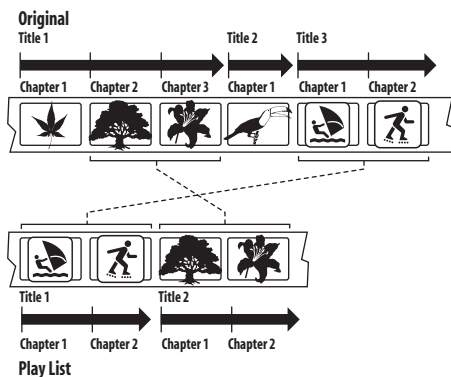 Original
Title 1 Title 2 Title 3
Chapter 1 Chapter 2 Chapter 3 Chapter 1 Chapter 1 Chapter 2
Title 1 Title 2
Chapter 1 Chapter 2 Chapter 1 Chapter 2
Play List